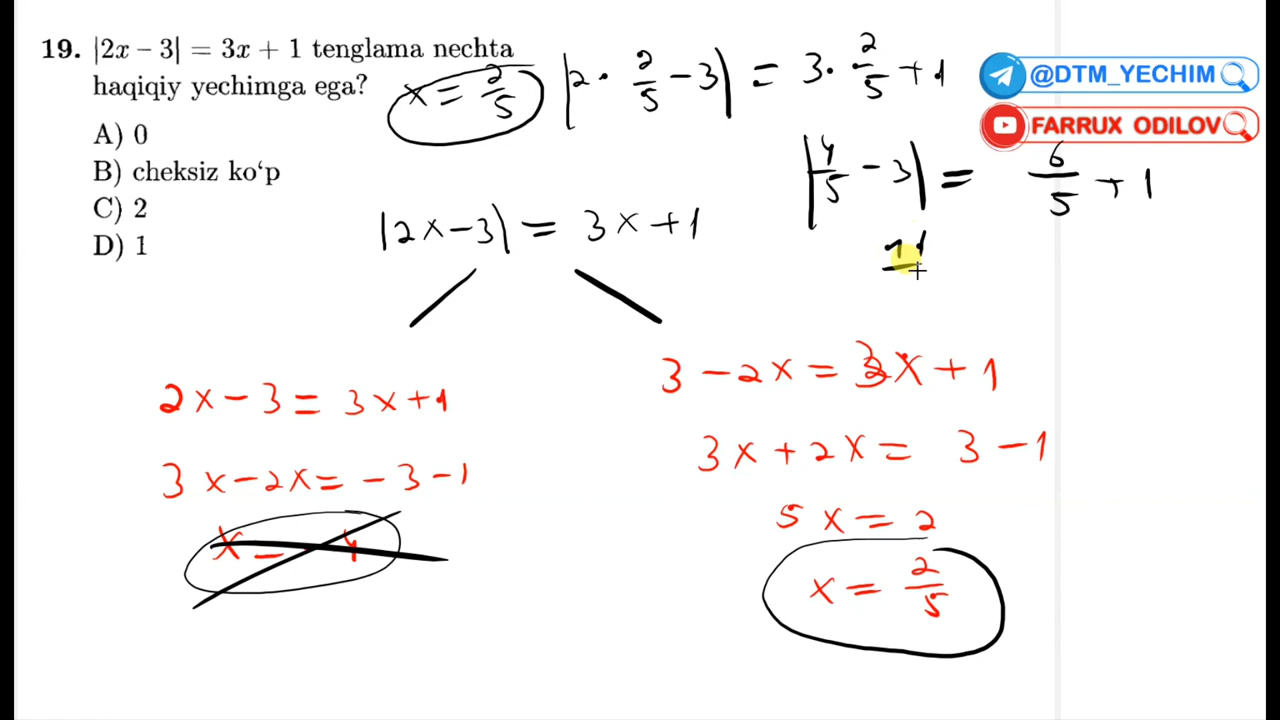 19. |2x − 3| = 3x + 1 tenglama nechta
haqiqiy yechimga ega?
A) 0
B) cheksiz ko‘p
C) 2
D) 1
x = 2/5
|2 · 2/5 − 3| = 3 · 2/5 + 1
@DTM_YECHIM
FARRUX ODILOV
|4/5 − 3| = 6/5 + 1
11
|2x − 3| = 3x + 1
2x − 3 = 3x + 1
3x − 2x = − 3 − 1
3 − 2x = 3x + 1
3x + 2x = 3 − 1
5x = 2
x = 2/5